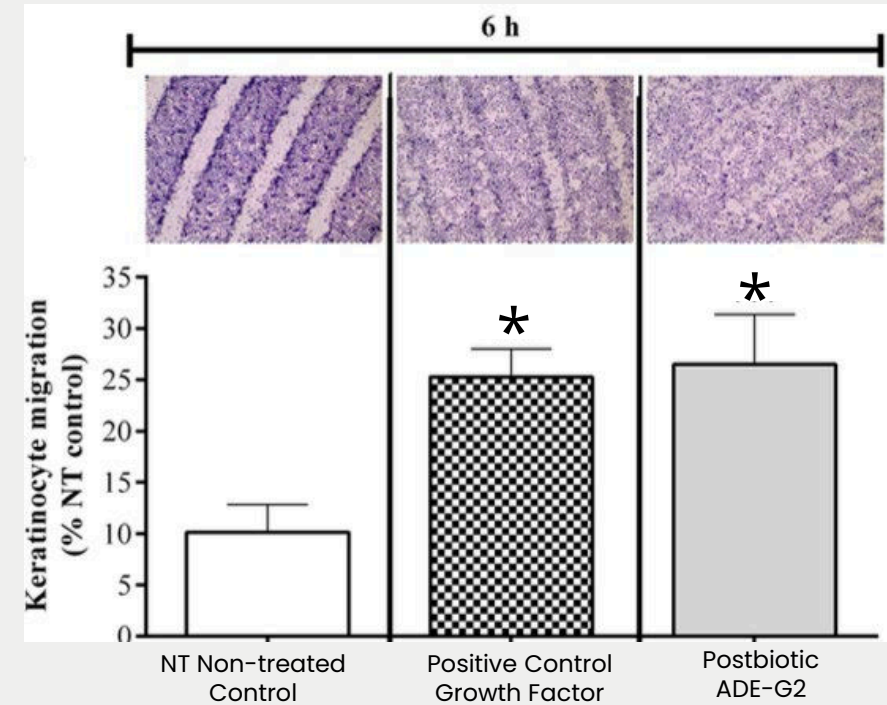 6 h
Keratinocyte migration
(% NT control)
35
30
25
20
15
10
5
0
*
*
NT Non-treated
Control
Positive Control
Growth Factor
Postbiotic
ADE-G2